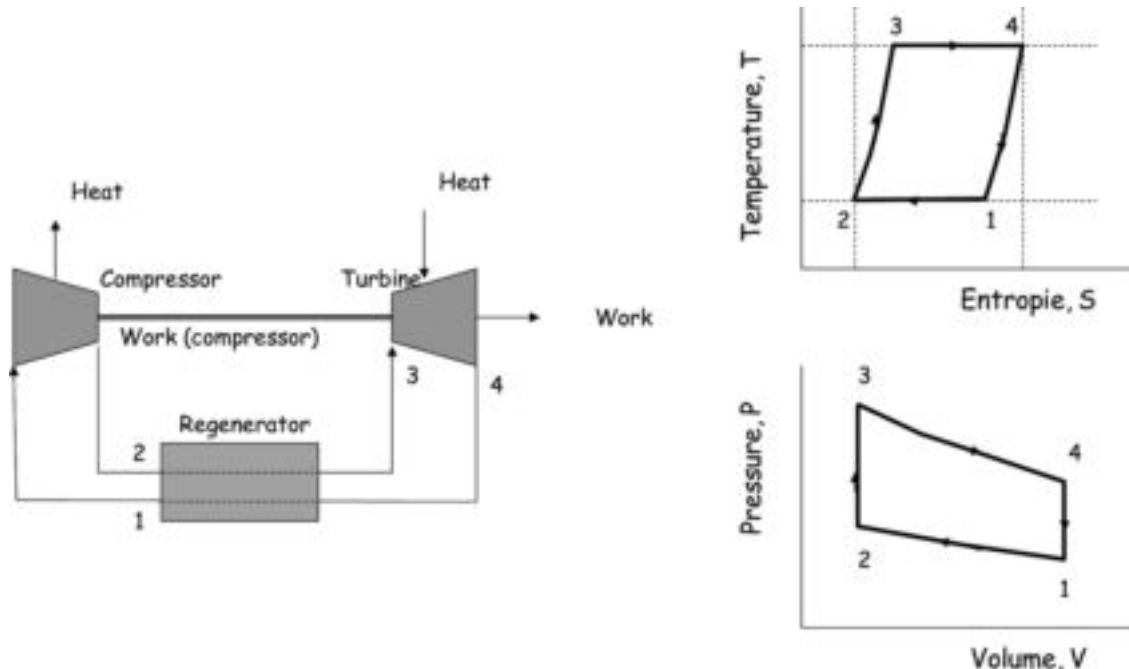 Heat
Heat
Compressor
Turbine
Work (compressor)
Work
3
4
Regenerator
2
1
3
4
Temperature, T
2
1
Entropie, S
3
4
Pressure, P
2
1
Volume, V